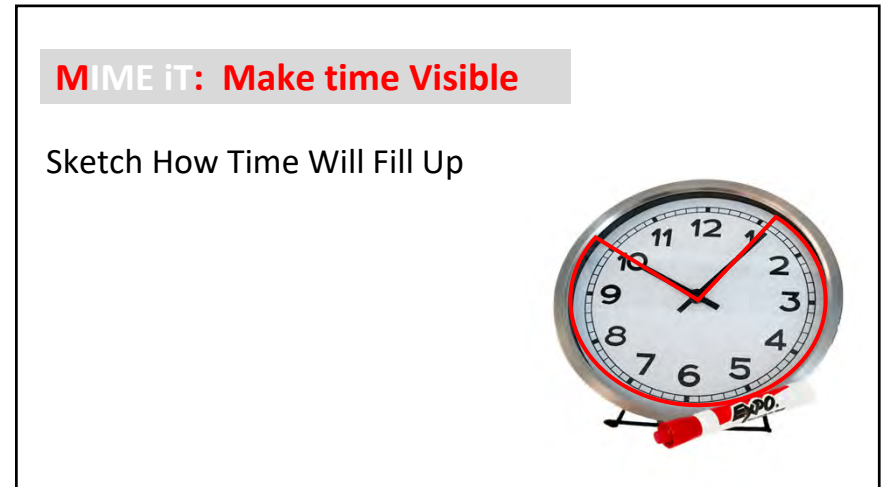 MIME iT: Make time Visible
Sketch How Time Will Fill Up
11 12 1
10 2
9 3
8 4
7 6 5
EXPO.